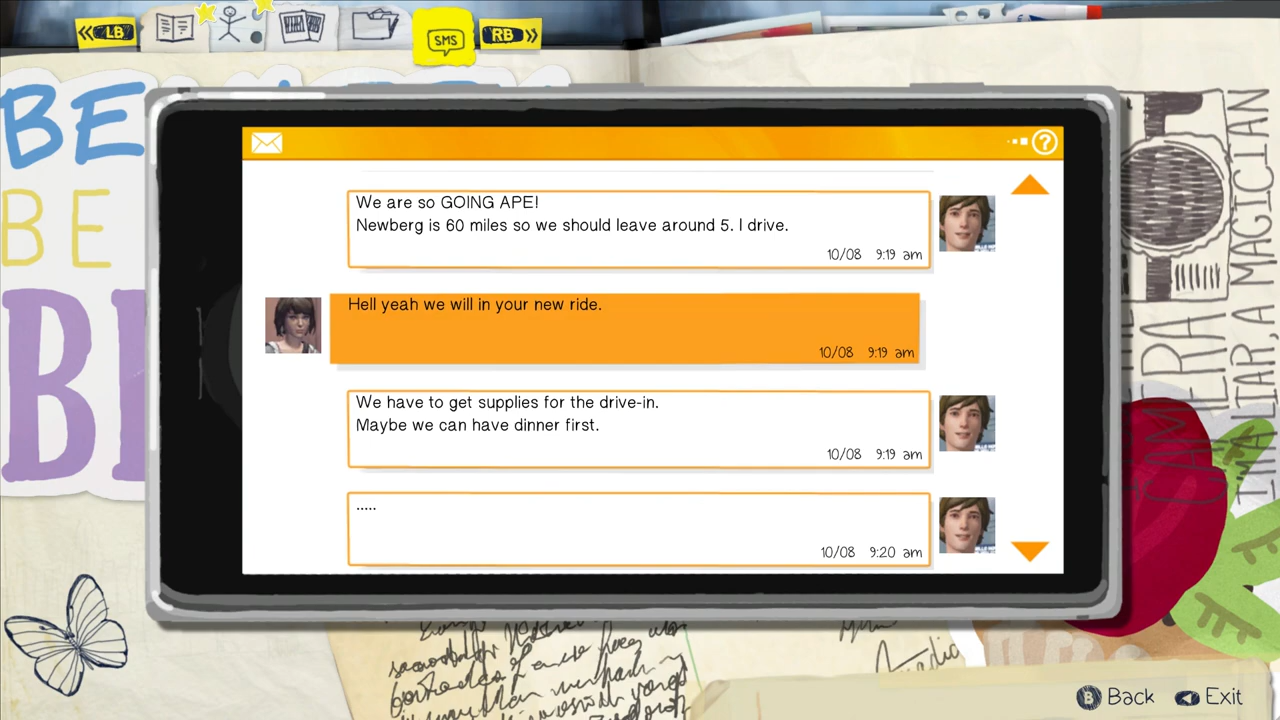 LB
SMS
RB
We are so GOING APE!
Newberg is 60 miles so we should leave around 5. I drive.
10/08 9:19 am
Hell yeah we will in your new ride.
10/08 9:19 am
We have to get supplies for the drive-in.
Maybe we can have dinner first.
10/08 9:19 am
.....
10/08 9:20 am
BE
BE
CAMERA
LIAR, A MAGICIAN
B Back
Exit